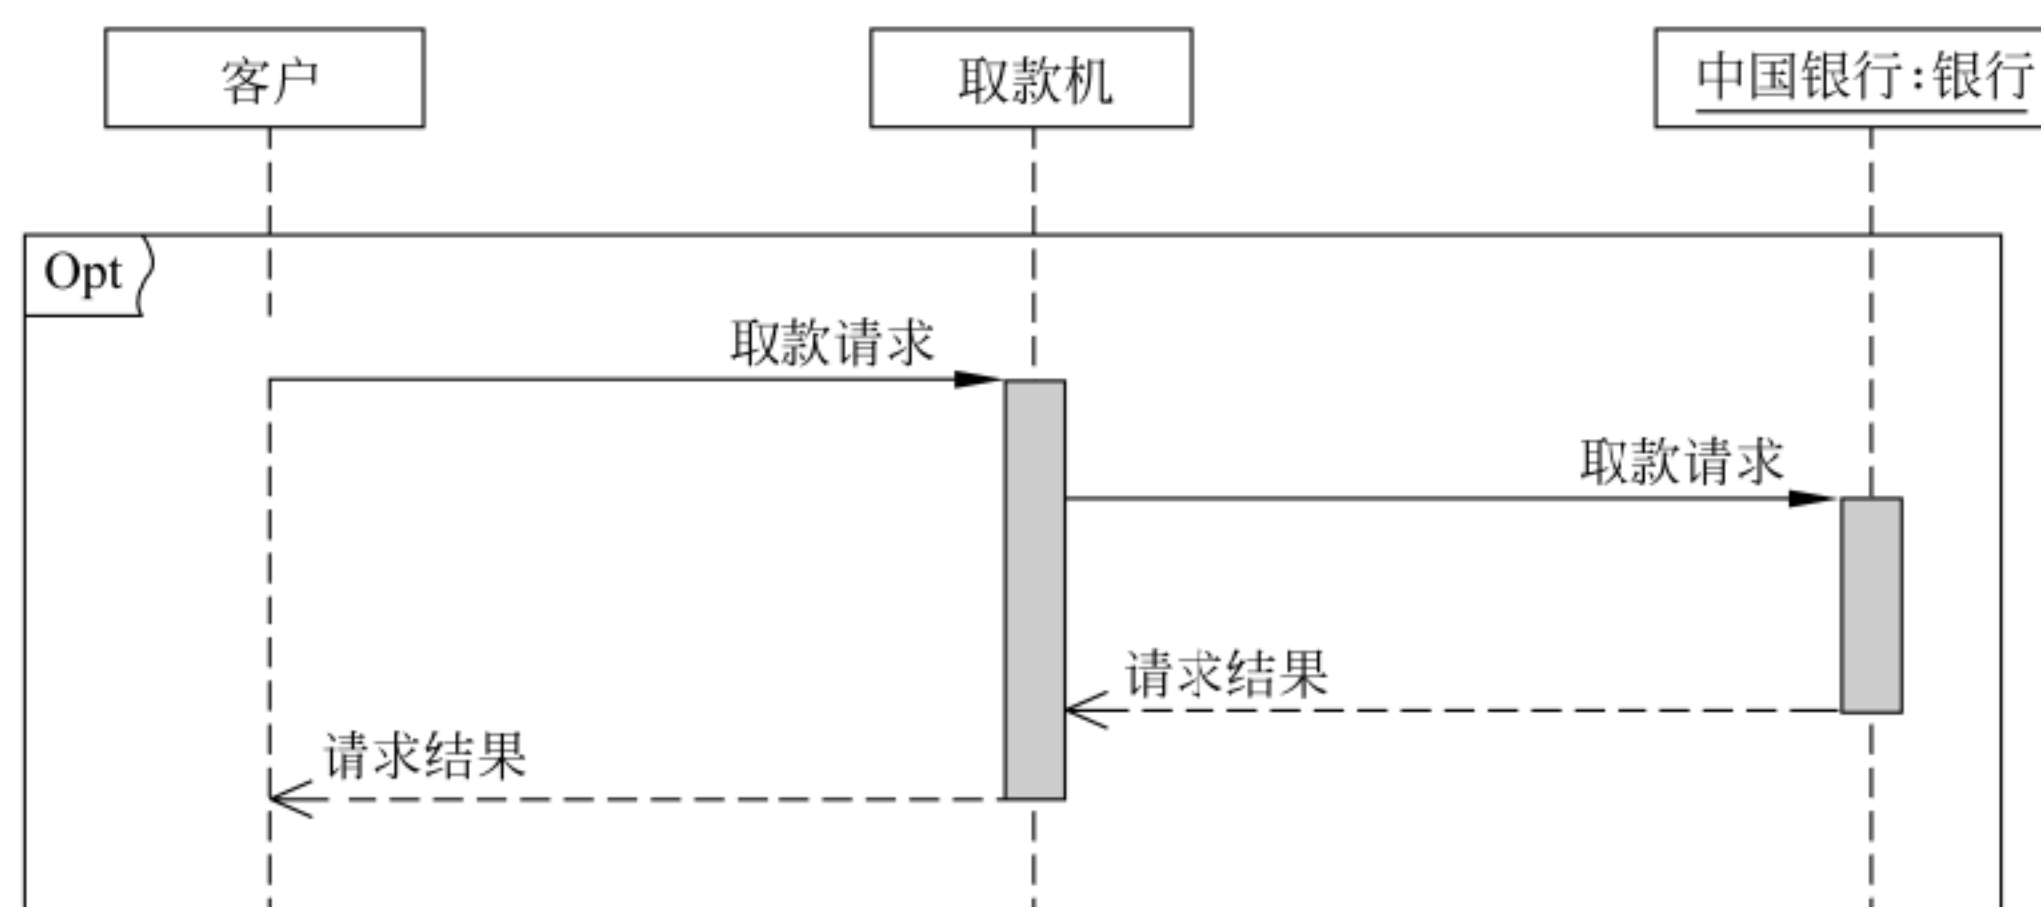 客户
取款机
中国银行:银行
Opt
取款请求
取款请求
请求结果
请求结果